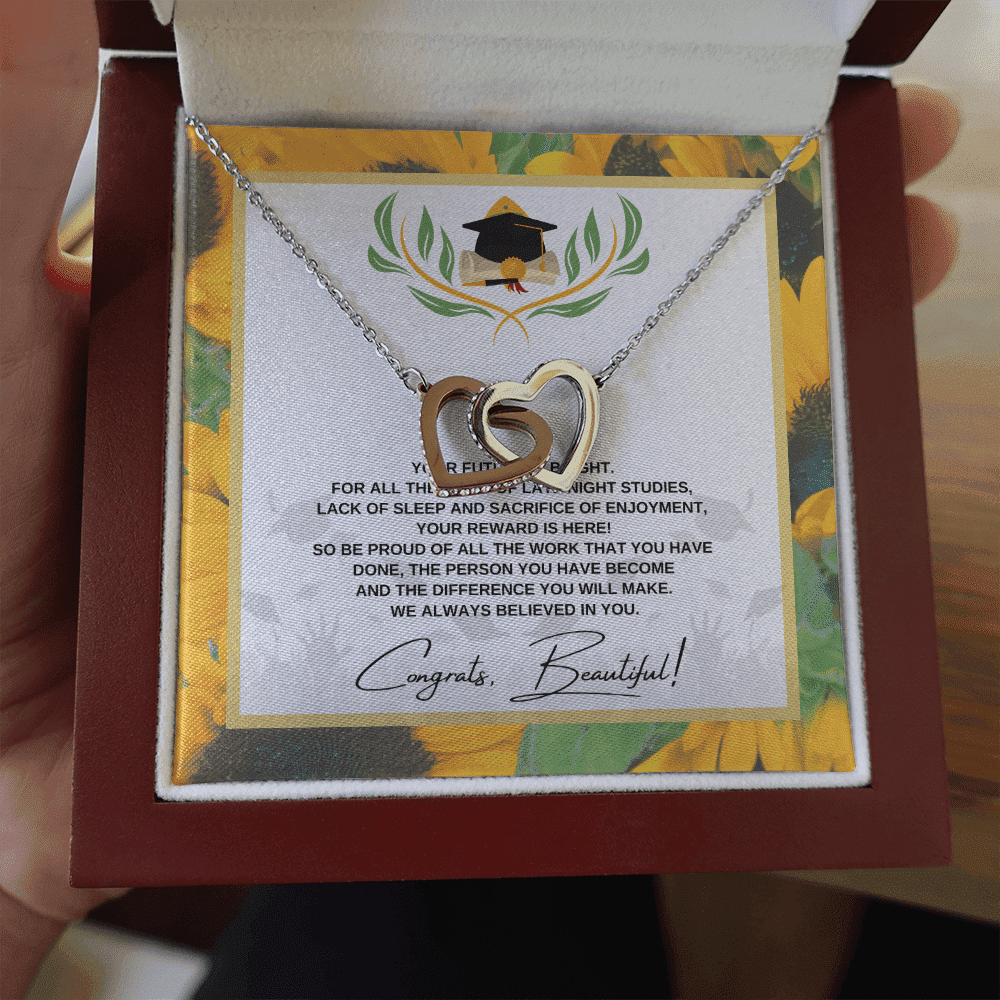 FOR ALL THE LATE NIGHT STUDIES,
LACK OF SLEEP AND SACRIFICE OF ENJOYMENT,
YOUR REWARD IS HERE!
SO BE PROUD OF ALL THE WORK THAT YOU HAVE
DONE, THE PERSON YOU HAVE BECOME
AND THE DIFFERENCE YOU WILL MAKE.
WE ALWAYS BELIEVED IN YOU.
Congrats, Beautiful!